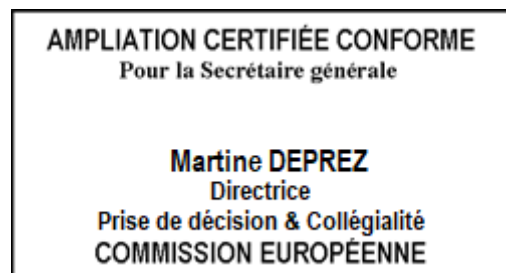 AMPLIATION CERTIFIÉE CONFORME
Pour la Secrétaire générale
Martine DEPREZ
Directrice
Prise de décision & Collégialité
COMMISSION EUROPÉENNE